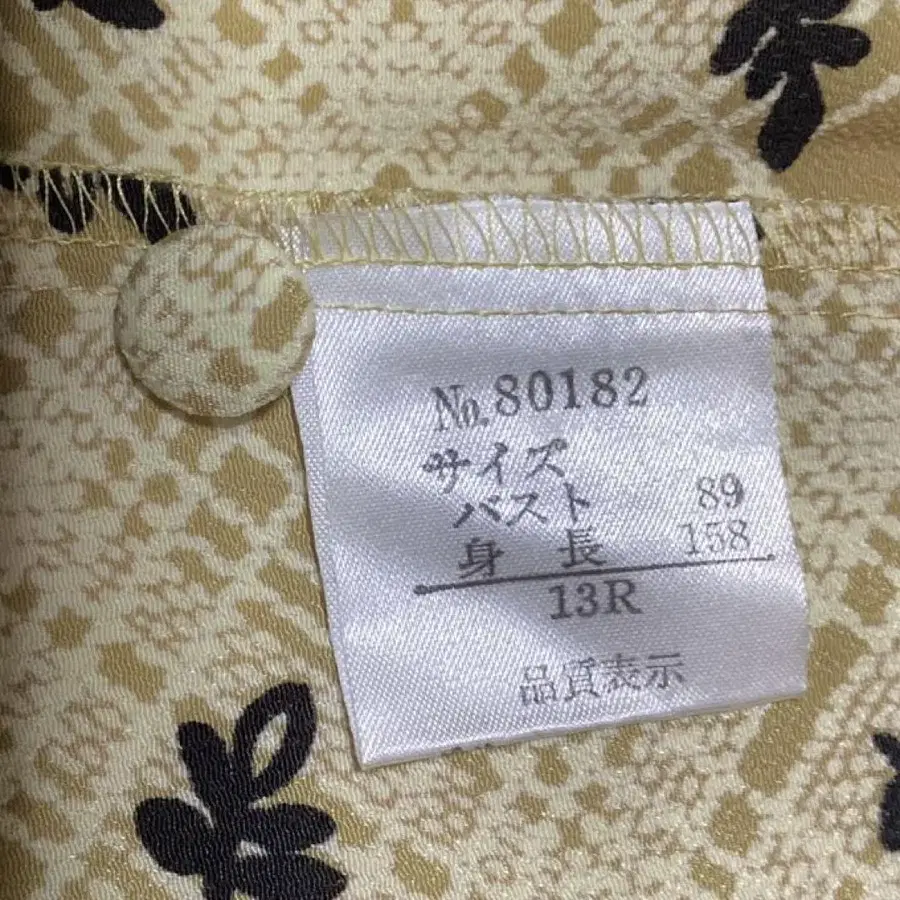 No.80182
サイズ
バスト 89
身長 158
13R
品質表示